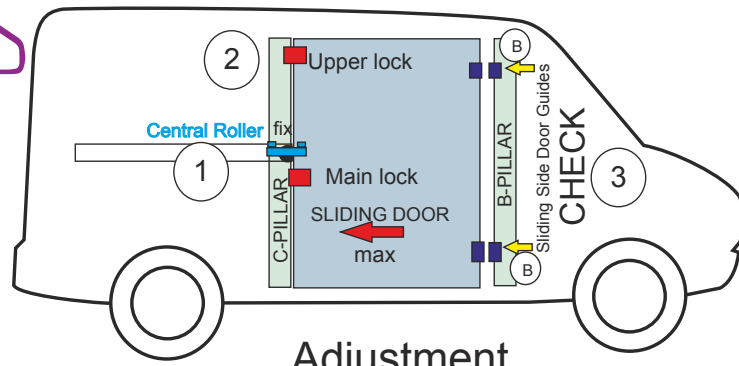 B
2
Upper lock
Central Roller
fix
1
Main lock
C-PILLAR
SLIDING DOOR
max
B-PILLAR
Sliding Side Door Guides
CHECK
3
B
Adjustment